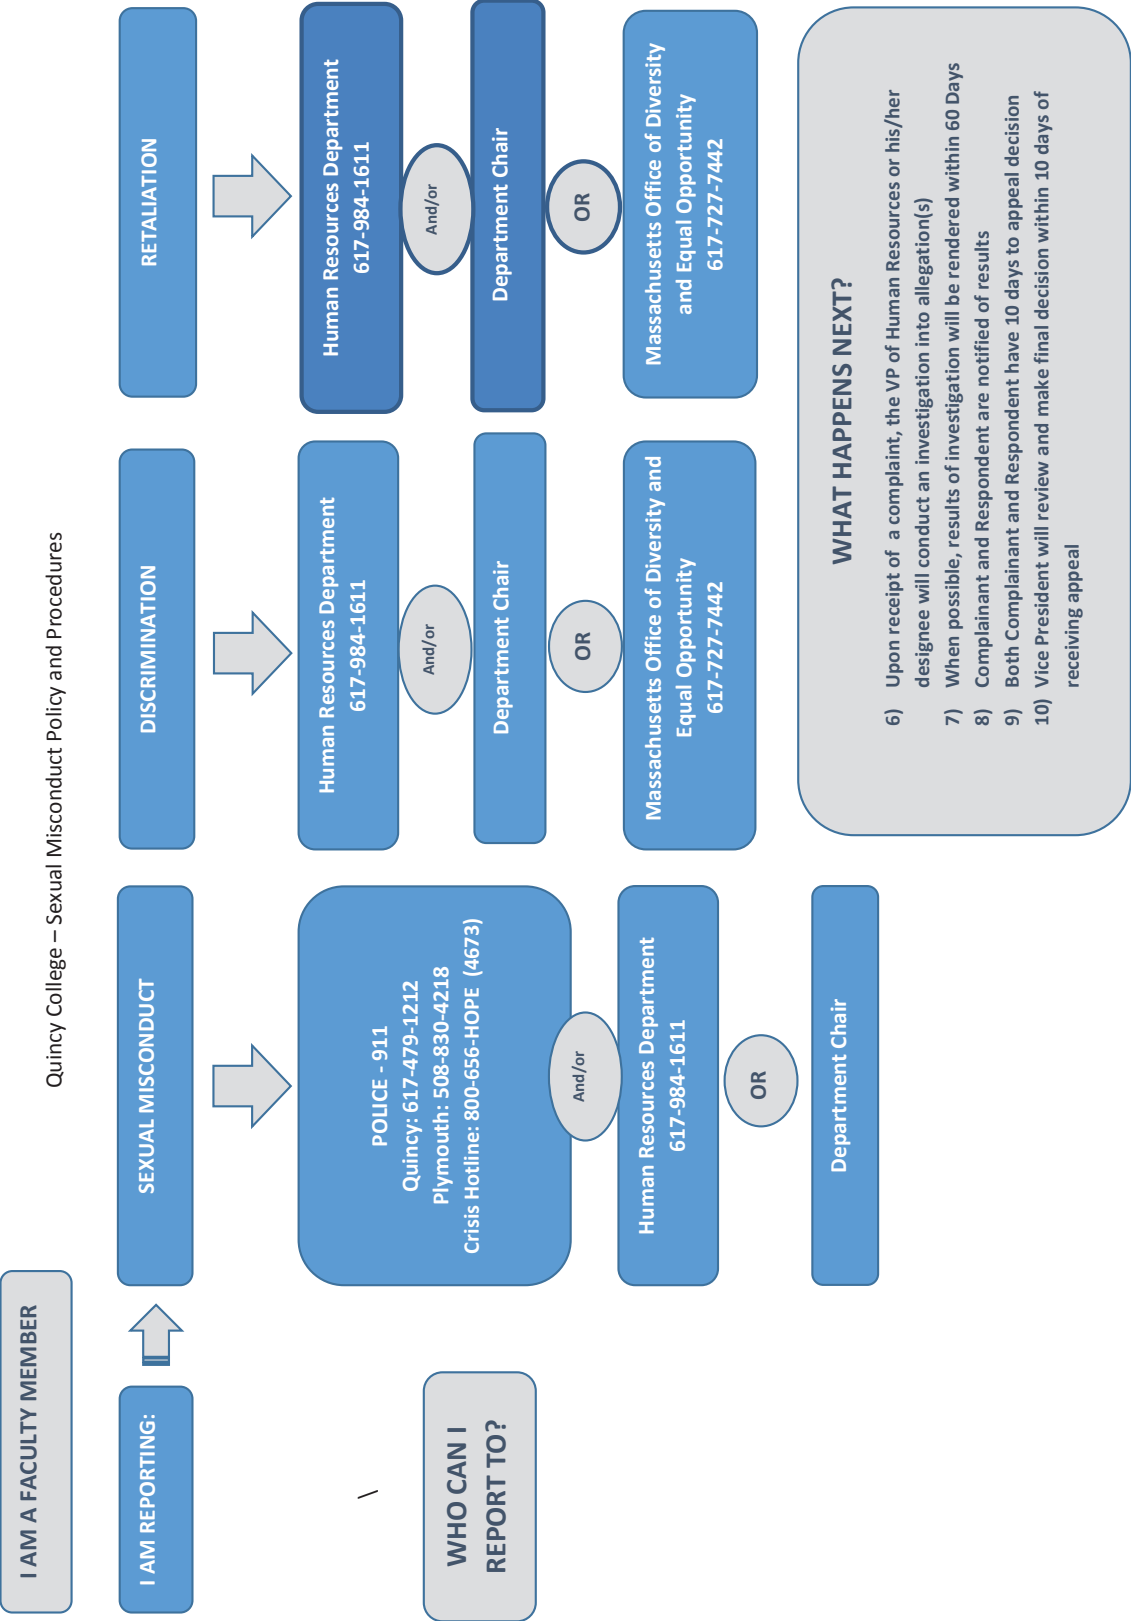 Quincy College – Sexual Misconduct Policy and Procedures
I AM A FACULTY MEMBER
I AM REPORTING:
SEXUAL MISCONDUCT
DISCRIMINATION
RETALIATION
WHO CAN I
REPORT TO?
POLICE - 911
Quincy: 617-479-1212
Plymouth: 508-830-4218
Crisis Hotline: 800-656-HOPE (4673)
And/or
Human Resources Department
617-984-1611
OR
Department Chair
Human Resources Department
617-984-1611
And/or
Department Chair
OR
Massachusetts Office of Diversity and
Equal Opportunity
617-727-7442
Human Resources Department
617-984-1611
And/or
Department Chair
OR
Massachusetts Office of Diversity
and Equal Opportunity
617-727-7442
WHAT HAPPENS NEXT?
6) Upon receipt of a complaint, the VP of Human Resources or his/her
designee will conduct an investigation into allegation(s)
7) When possible, results of investigation will be rendered within 60 Days
8) Complainant and Respondent are notified of results
9) Both Complainant and Respondent have 10 days to appeal decision
10) Vice President will review and make final decision within 10 days of
receiving appeal
\